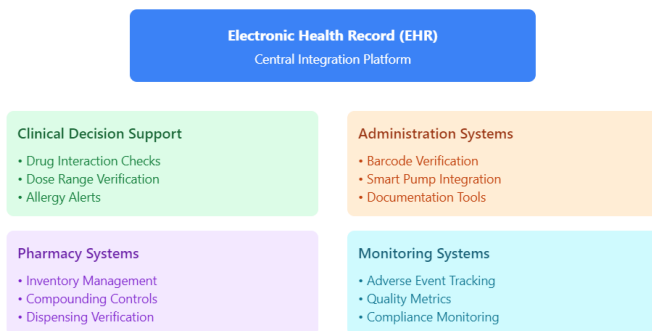 Electronic Health Record (EHR)
Central Integration Platform
Clinical Decision Support
• Drug Interaction Checks
• Dose Range Verification
• Allergy Alerts
Administration Systems
• Barcode Verification
• Smart Pump Integration
• Documentation Tools
Pharmacy Systems
• Inventory Management
• Compounding Controls
• Dispensing Verification
Monitoring Systems
• Adverse Event Tracking
• Quality Metrics
• Compliance Monitoring